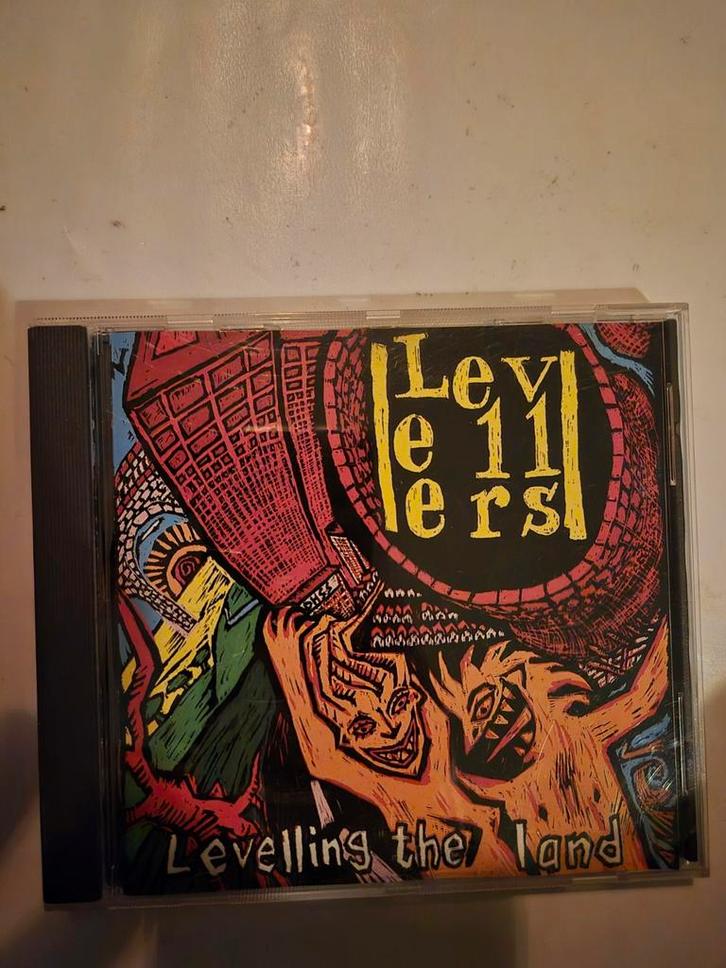 Lev
e ll
ers
Levelling the land